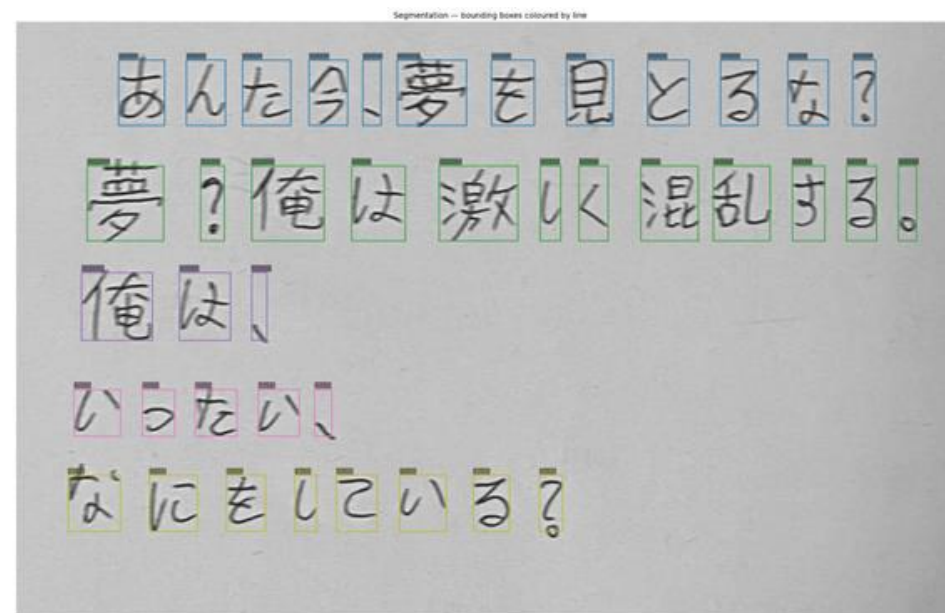 Segmentation — bounding boxes coloured by line
あんた今、夢を見とるな?
夢?俺は激しく混乱する。
俺は、
いったい、
なにをしている?